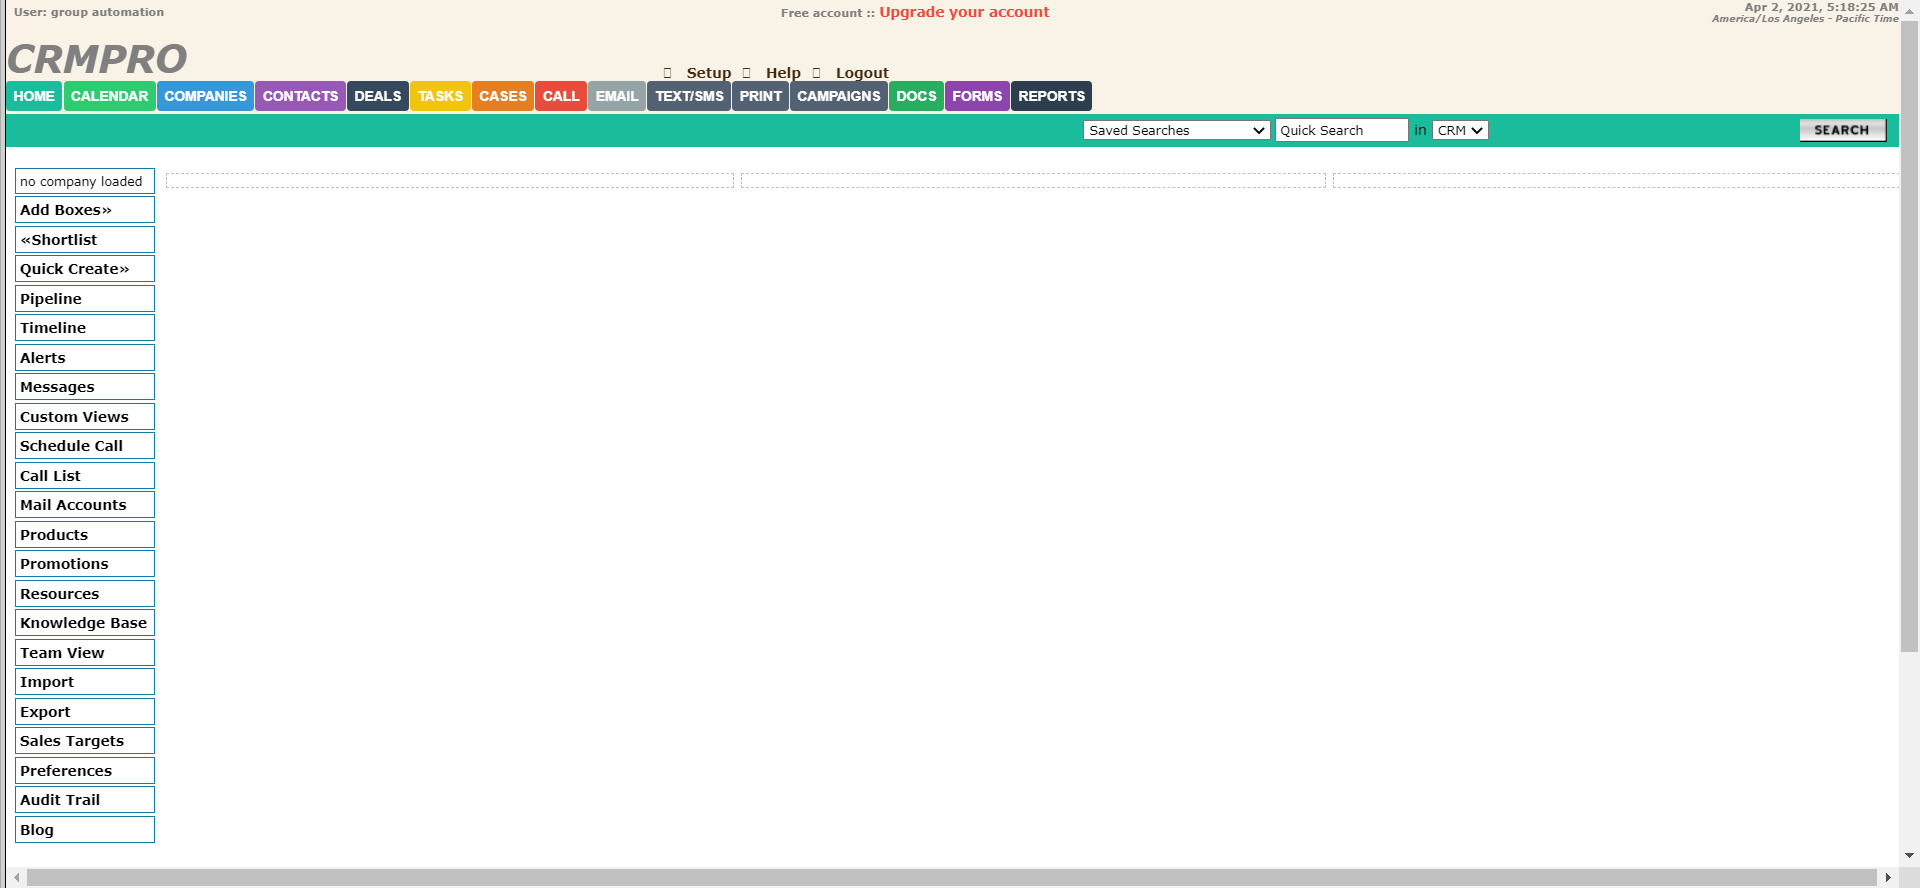 User: group automation
Free account :: Upgrade your account
Apr 2, 2021, 5:18:25 AM
America/Los Angeles - Pacific Time
CRMPRO
Setup Help Logout
HOME CALENDAR COMPANIES CONTACTS DEALS TASKS CASES CALL EMAIL TEXT/SMS PRINT CAMPAIGNS DOCS FORMS REPORTS
Saved Searches Quick Search in CRM SEARCH
no company loaded
Add Boxes»
«Shortlist
Quick Create»
Pipeline
Timeline
Alerts
Messages
Custom Views
Schedule Call
Call List
Mail Accounts
Products
Promotions
Resources
Knowledge Base
Team View
Import
Export
Sales Targets
Preferences
Audit Trail
Blog